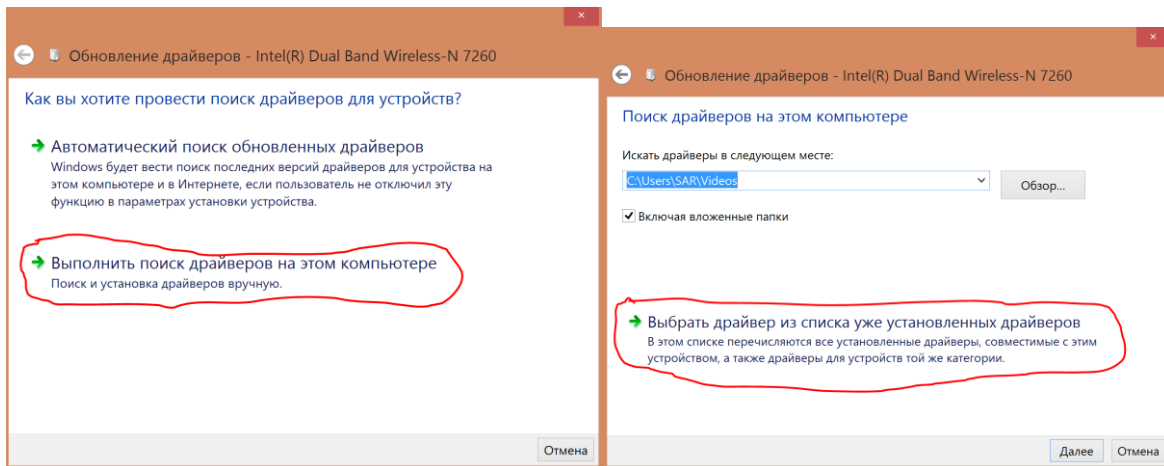 Обновление драйверов - Intel(R) Dual Band Wireless-N 7260
Как вы хотите провести поиск драйверов для устройств?
Автоматический поиск обновленных драйверов
Windows будет вести поиск последних версий драйверов для устройства на
этом компьютере и в Интернете, если пользователь не отключил эту
функцию в параметрах установки устройства.
Выполнить поиск драйверов на этом компьютере
Поиск и установка драйверов вручную.
Отмена
Обновление драйверов - Intel(R) Dual Band Wireless-N 7260
Поиск драйверов на этом компьютере
Искать драйверы в следующем месте:
C:\Users\SAR\Videos
Обзор...
Включая вложенные папки
Выбрать драйвер из списка уже установленных драйверов
В этом списке перечисляются все установленные драйверы, совместимые с этим
устройством, а также драйверы для устройств той же категории.
Далее
Отмена